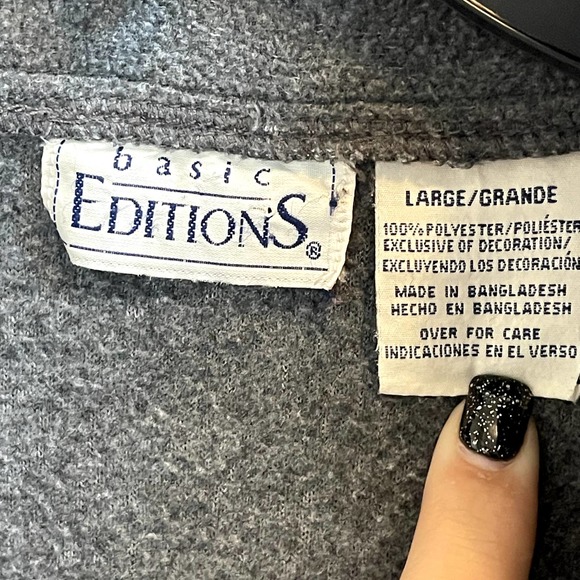 basic
EDITIONS®
LARGE/GRANDE
100% POLYESTER/POLIÉSTER
EXCLUSIVE OF DECORATION/
EXCLUYENDO LOS DECORACIÓN
MADE IN BANGLADESH
HECHO EN BANGLADESH
OVER FOR CARE
INDICACIONES EN EL VERSO